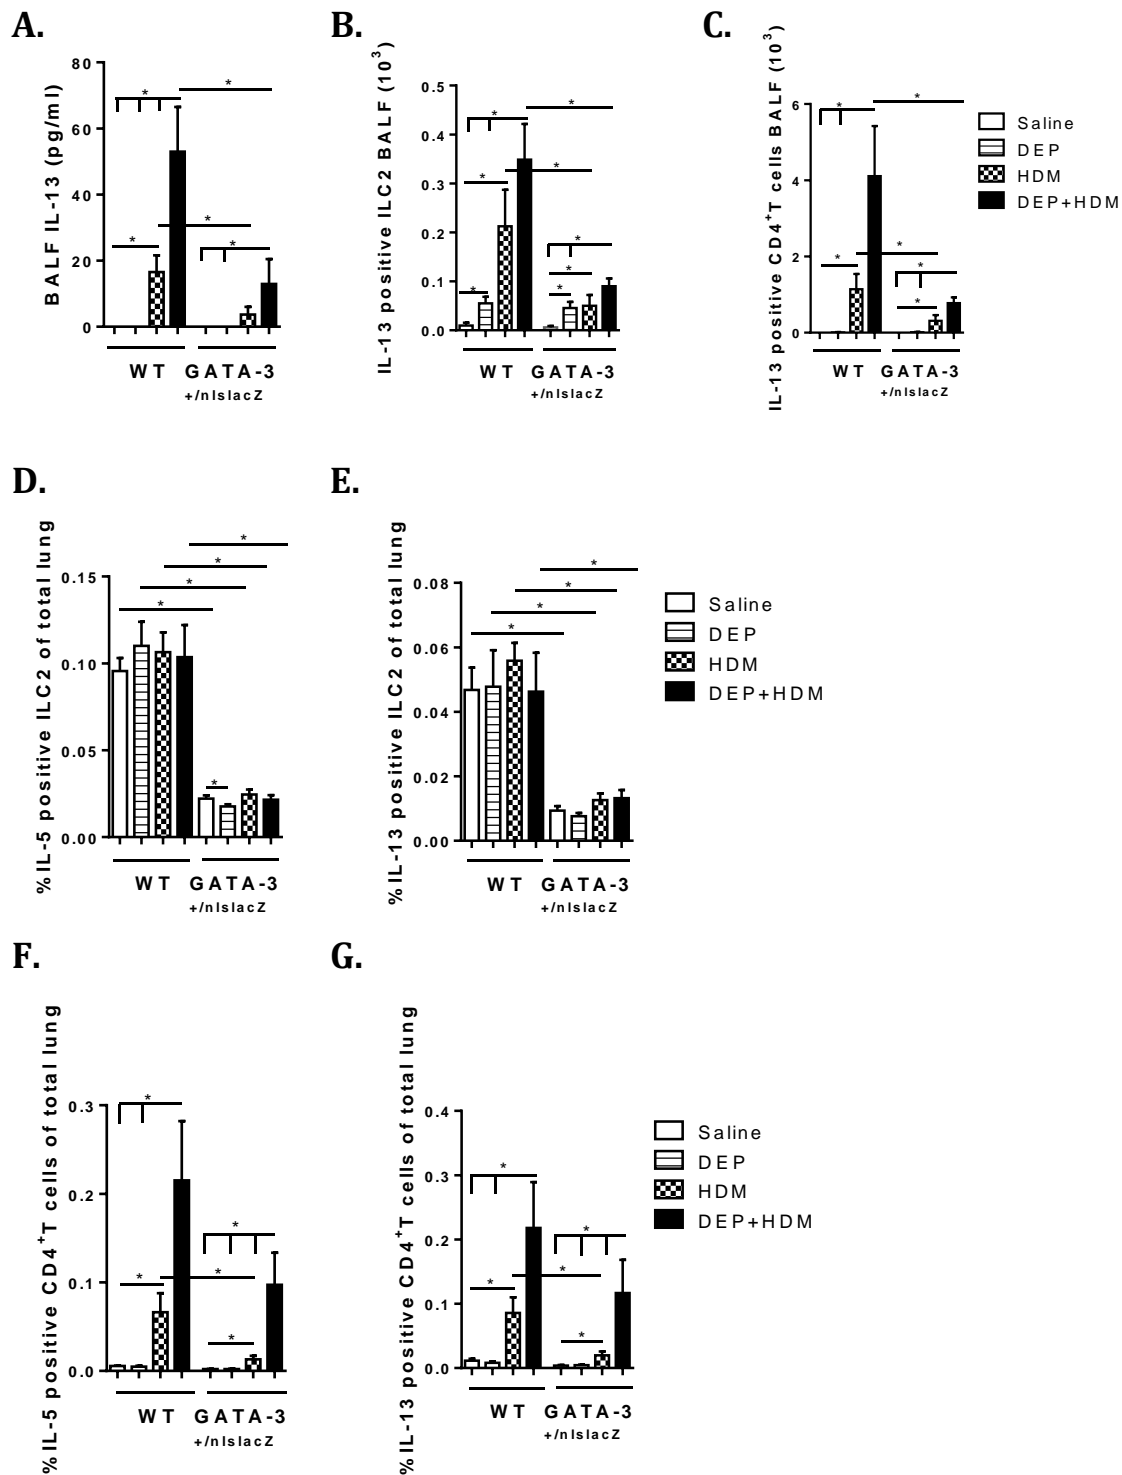 A.
BALF IL-13 (pg/ml)
80
60
40
20
0
*
*
*
*
*
WT
GATA-3
+/nlslacZ
B.
IL-13 positive ILC2 BALF (10³)
0.5
0.4
0.3
0.2
0.1
0.0
*
*
*
*
*
*
*
*
WT
GATA-3
+/nlslacZ
C.
IL-13 positive CD4⁺T cells BALF (10³)
6
4
2
0
*
*
*
*
*
*
WT
GATA-3
+/nlslacZ
Saline
DEP
HDM
DEP+HDM
D.
%IL-5 positive ILC2 of total lung
0.15
0.10
0.05
0.00
*
*
*
*
*
WT
GATA-3
+/nlslacZ
E.
%IL-13 positive ILC2 of total lung
0.08
0.06
0.04
0.02
0.00
*
*
*
*
WT
GATA-3
+/nlslacZ
Saline
DEP
HDM
DEP+HDM
F.
%IL-5 positive CD4⁺T cells of total lung
0.3
0.2
0.1
0.0
*
*
*
*
*
WT
GATA-3
+/nlslacZ
G.
%IL-13 positive CD4⁺T cells of total lung
0.4
0.3
0.2
0.1
0.0
*
*
*
*
*
WT
GATA-3
+/nlslacZ
Saline
DEP
HDM
DEP+HDM